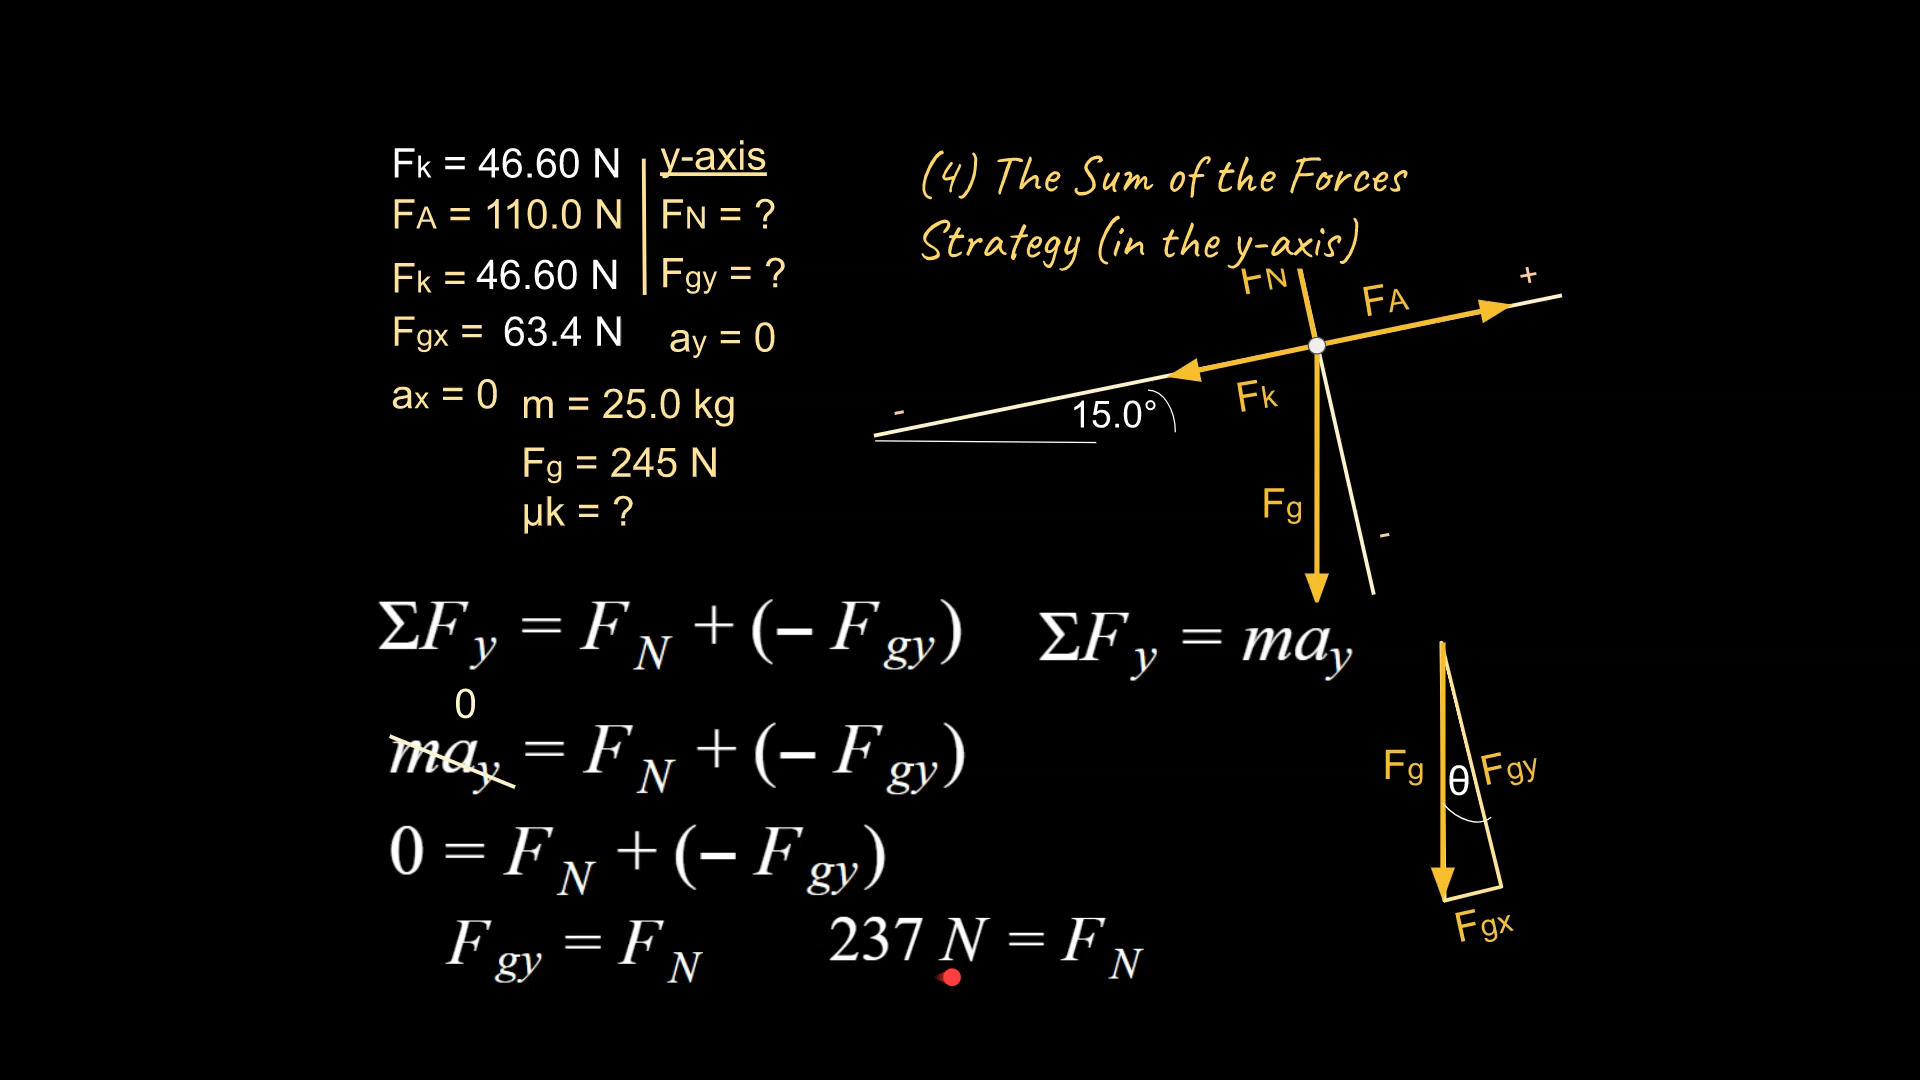 Fk = 46.60 N
FA = 110.0 N
Fk = 46.60 N
Fgx = 63.4 N
ax = 0
y-axis
FN = ?
Fgy = ?
ay = 0
m = 25.0 kg
Fg = 245 N
μk = ?
(4) The Sum of the Forces
Strategy (in the y-axis)
FN
FA
+
Fk
-
15.0°
Fg
-
ΣFy = FN + (– Fgy)
ΣFy = may
0
may = FN + (– Fgy)
0 = FN + (– Fgy)
Fgy = FN
237 N = FN
Fg
θ
Fgy
Fgx